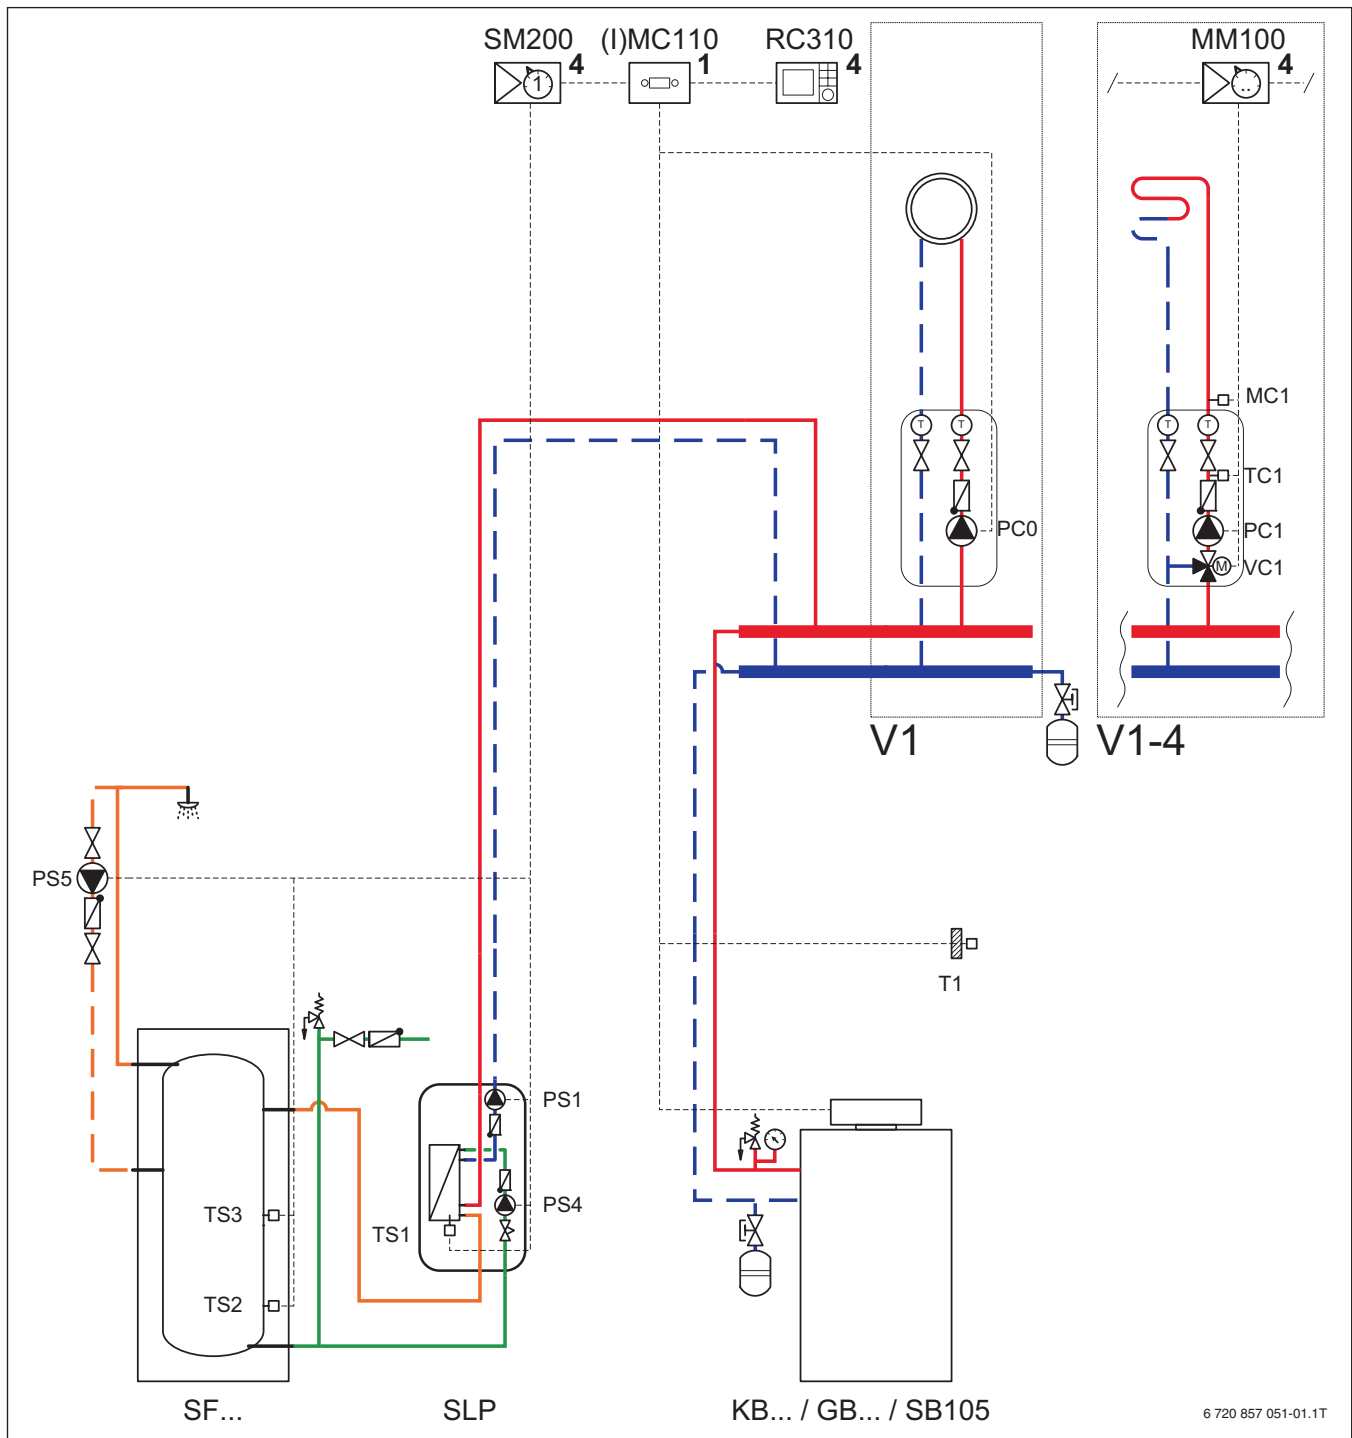 SM200 (I)MC110 RC310 MM100
4 1 4 4
1 ..
MC1
T T T T
TC1
PC0 PC1
M VC1
V1 V1-4
PS5
T1
PS1
TS3 PS4
TS1
TS2
SF... SLP KB... / GB... / SB105
6 720 857 051-01.1T